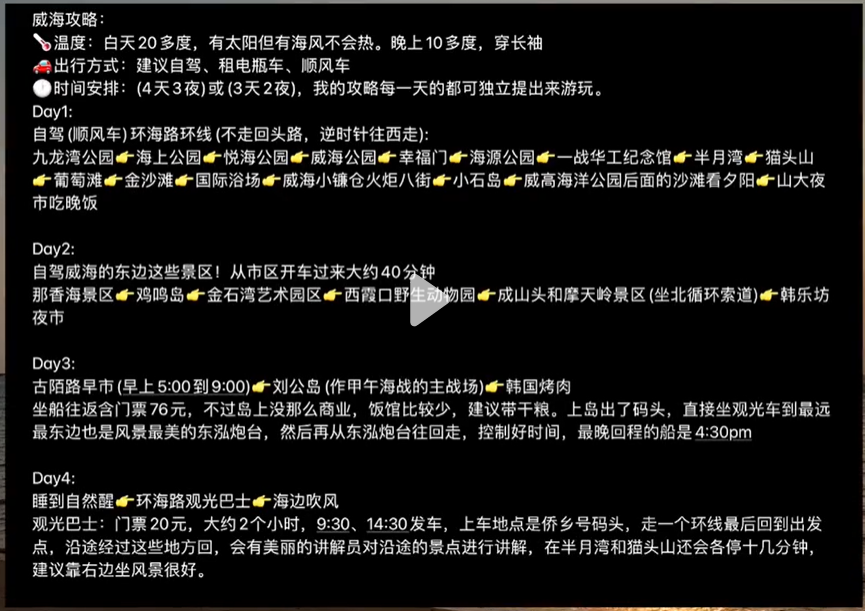 威海攻略：
🌡️温度：白天20多度，有太阳但有海风不会热。晚上10多度，穿长袖
🚗出行方式：建议自驾、租电瓶车、顺风车
🕐时间安排：(4天3夜)或(3天2夜)，我的攻略每一天的都可独立提出来游玩。
Day1:
自驾(顺风车)环海路环线(不走回头路，逆时针往西走):
九龙湾公园👉海上公园👉悦海公园👉威海公园👉幸福门👉海源公园👉一战华工纪念馆👉半月湾👉猫头山
👉葡萄滩👉金沙滩👉国际浴场👉威海小镰仓火炬八街👉小石岛👉威高海洋公园后面的沙滩看夕阳👉山大夜
市吃晚饭
Day2:
自驾威海的东边这些景区！从市区开车过来大约40分钟
那香海景区👉鸡鸣岛👉金石湾艺术园区👉西霞口野生动物园👉成山头和摩天岭景区(坐北循环索道)👉韩乐坊
夜市
Day3:
古陌路早市(早上5:00到9:00)👉刘公岛(作甲午海战的主战场)👉韩国烤肉
坐船往返含门票76元，不过岛上没那么商业，饭馆比较少，建议带干粮。上岛出了码头，直接坐观光车到最远
最东边也是风景最美的东泓炮台，然后再从东泓炮台往回走，控制好时间，最晚回程的船是4:30pm
Day4:
睡到自然醒👉环海路观光巴士👉海边吹风
观光巴士：门票20元，大约2个小时，9:30、14:30发车，上车地点是侨乡号码头，走一个环线最后回到出发
点，沿途经过这些地方回，会有美丽的讲解员对沿途的景点进行讲解，在半月湾和猫头山还会各停十几分钟，
建议靠右边坐风景很好。